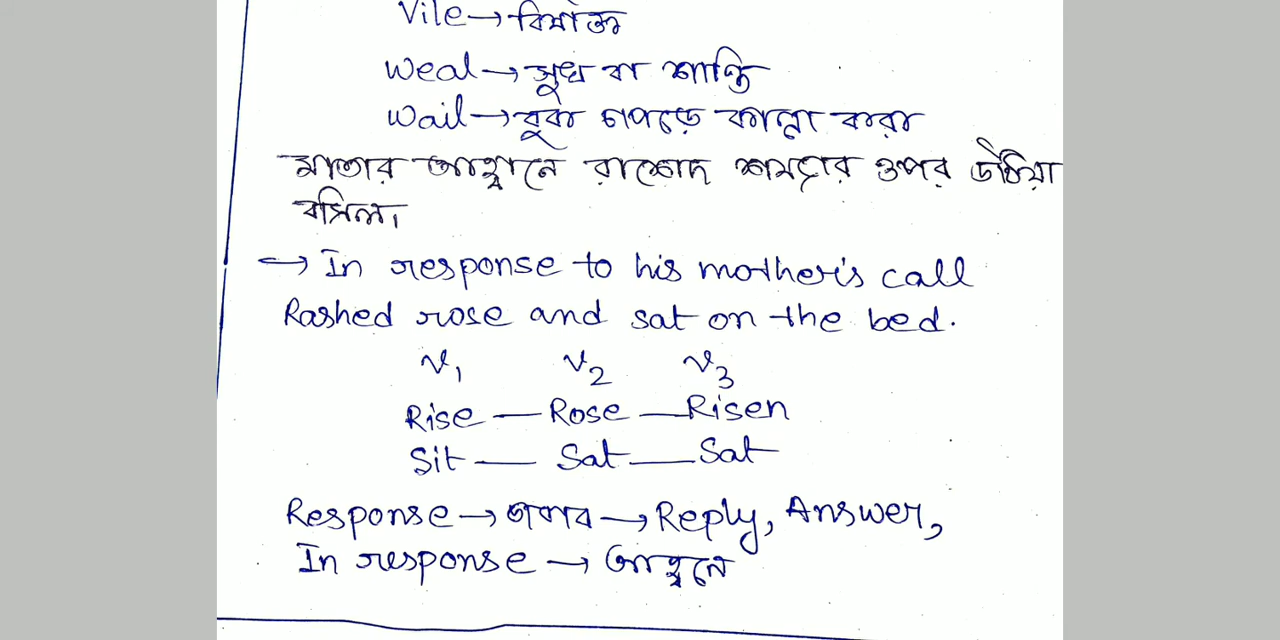 Vile → বিষাক্ত
Weal → সুখ বা শান্তি
Wail → বুক চাপড়ে কান্না করা
মাতার আহ্বানে রাশেদ শয্যার ওপর উঠিয়া
বসিল।
→ In response to his mother's call
Rashed rose and sat on the bed.
V1 V2 V3
Rise — Rose — Risen
Sit — Sat — Sat
Response → জবাব → Reply, Answer,
In response → আহ্বানে